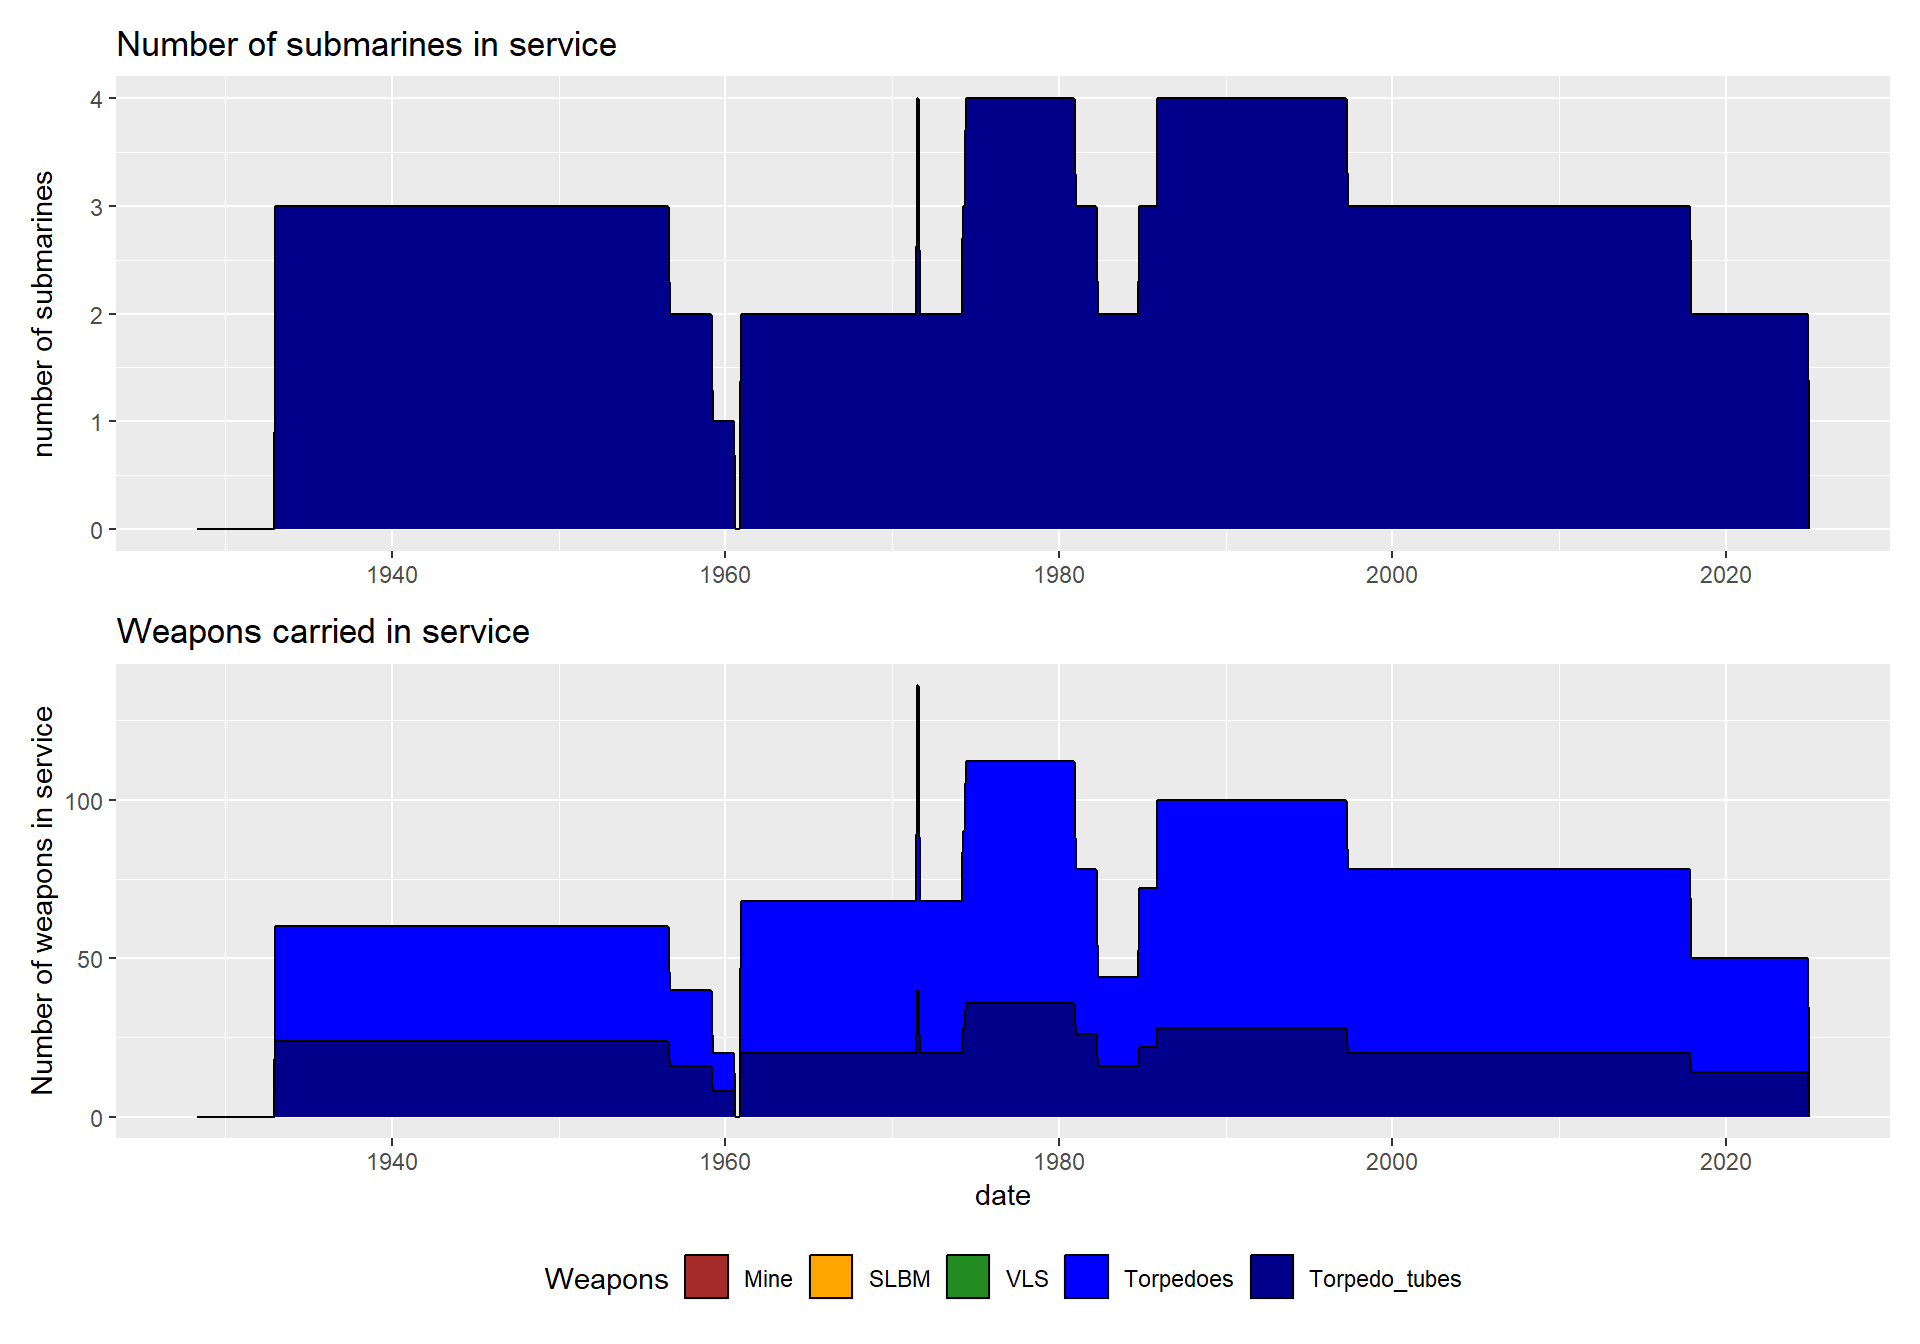 Number of submarines in service
number of submarines
4
3
2
1
0
1940 1960 1980 2000 2020
Weapons carried in service
Number of weapons in service
100
50
0
1940 1960 1980 2000 2020
date
Weapons Mine SLBM VLS Torpedoes Torpedo_tubes